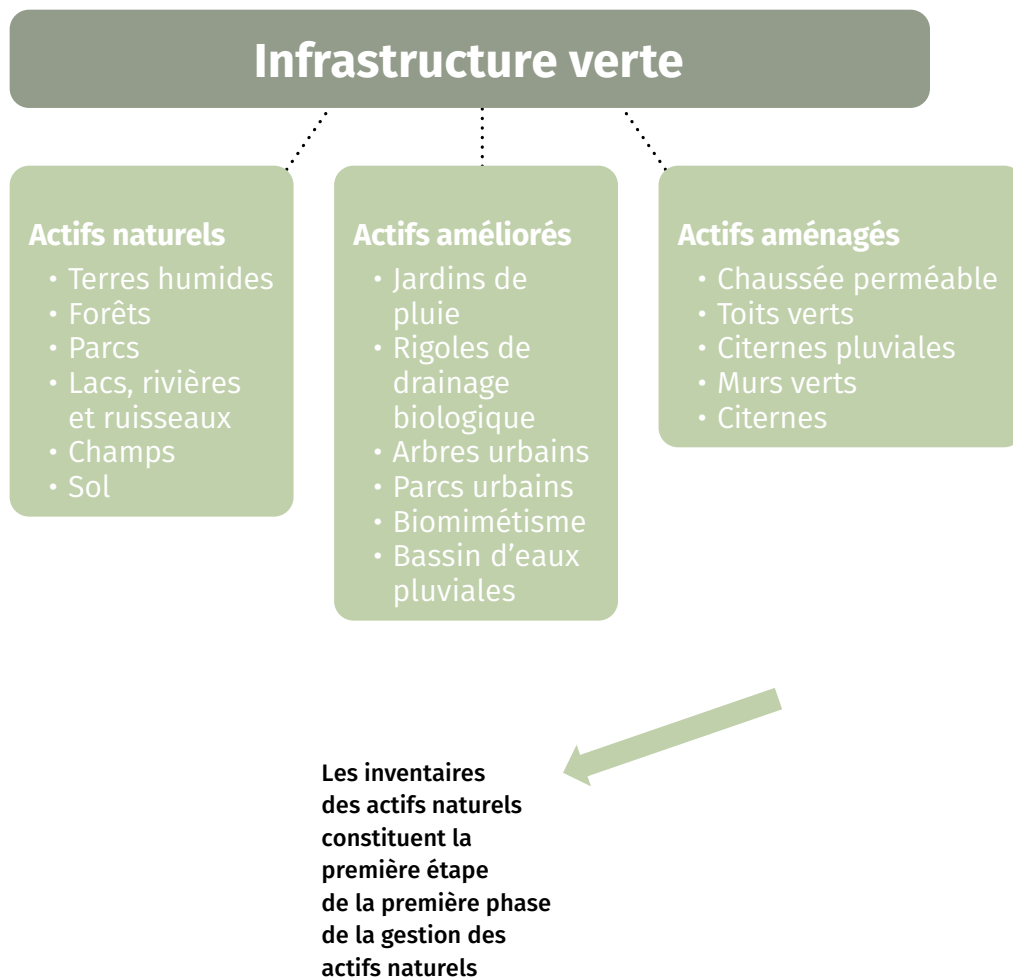 Infrastructure verte
Actifs naturels
• Terres humides
• Forêts
• Parcs
• Lacs, rivières
et ruisseaux
• Champs
• Sol
Actifs améliorés
• Jardins de
pluie
• Rigoles de
drainage
biologique
• Arbres urbains
• Parcs urbains
• Biomimétisme
• Bassin d’eaux
pluviales
Actifs aménagés
• Chaussée perméable
• Toits verts
• Citernes pluviales
• Murs verts
• Citernes
Les inventaires
des actifs naturels
constituent la
première étape
de la première phase
de la gestion des
actifs naturels